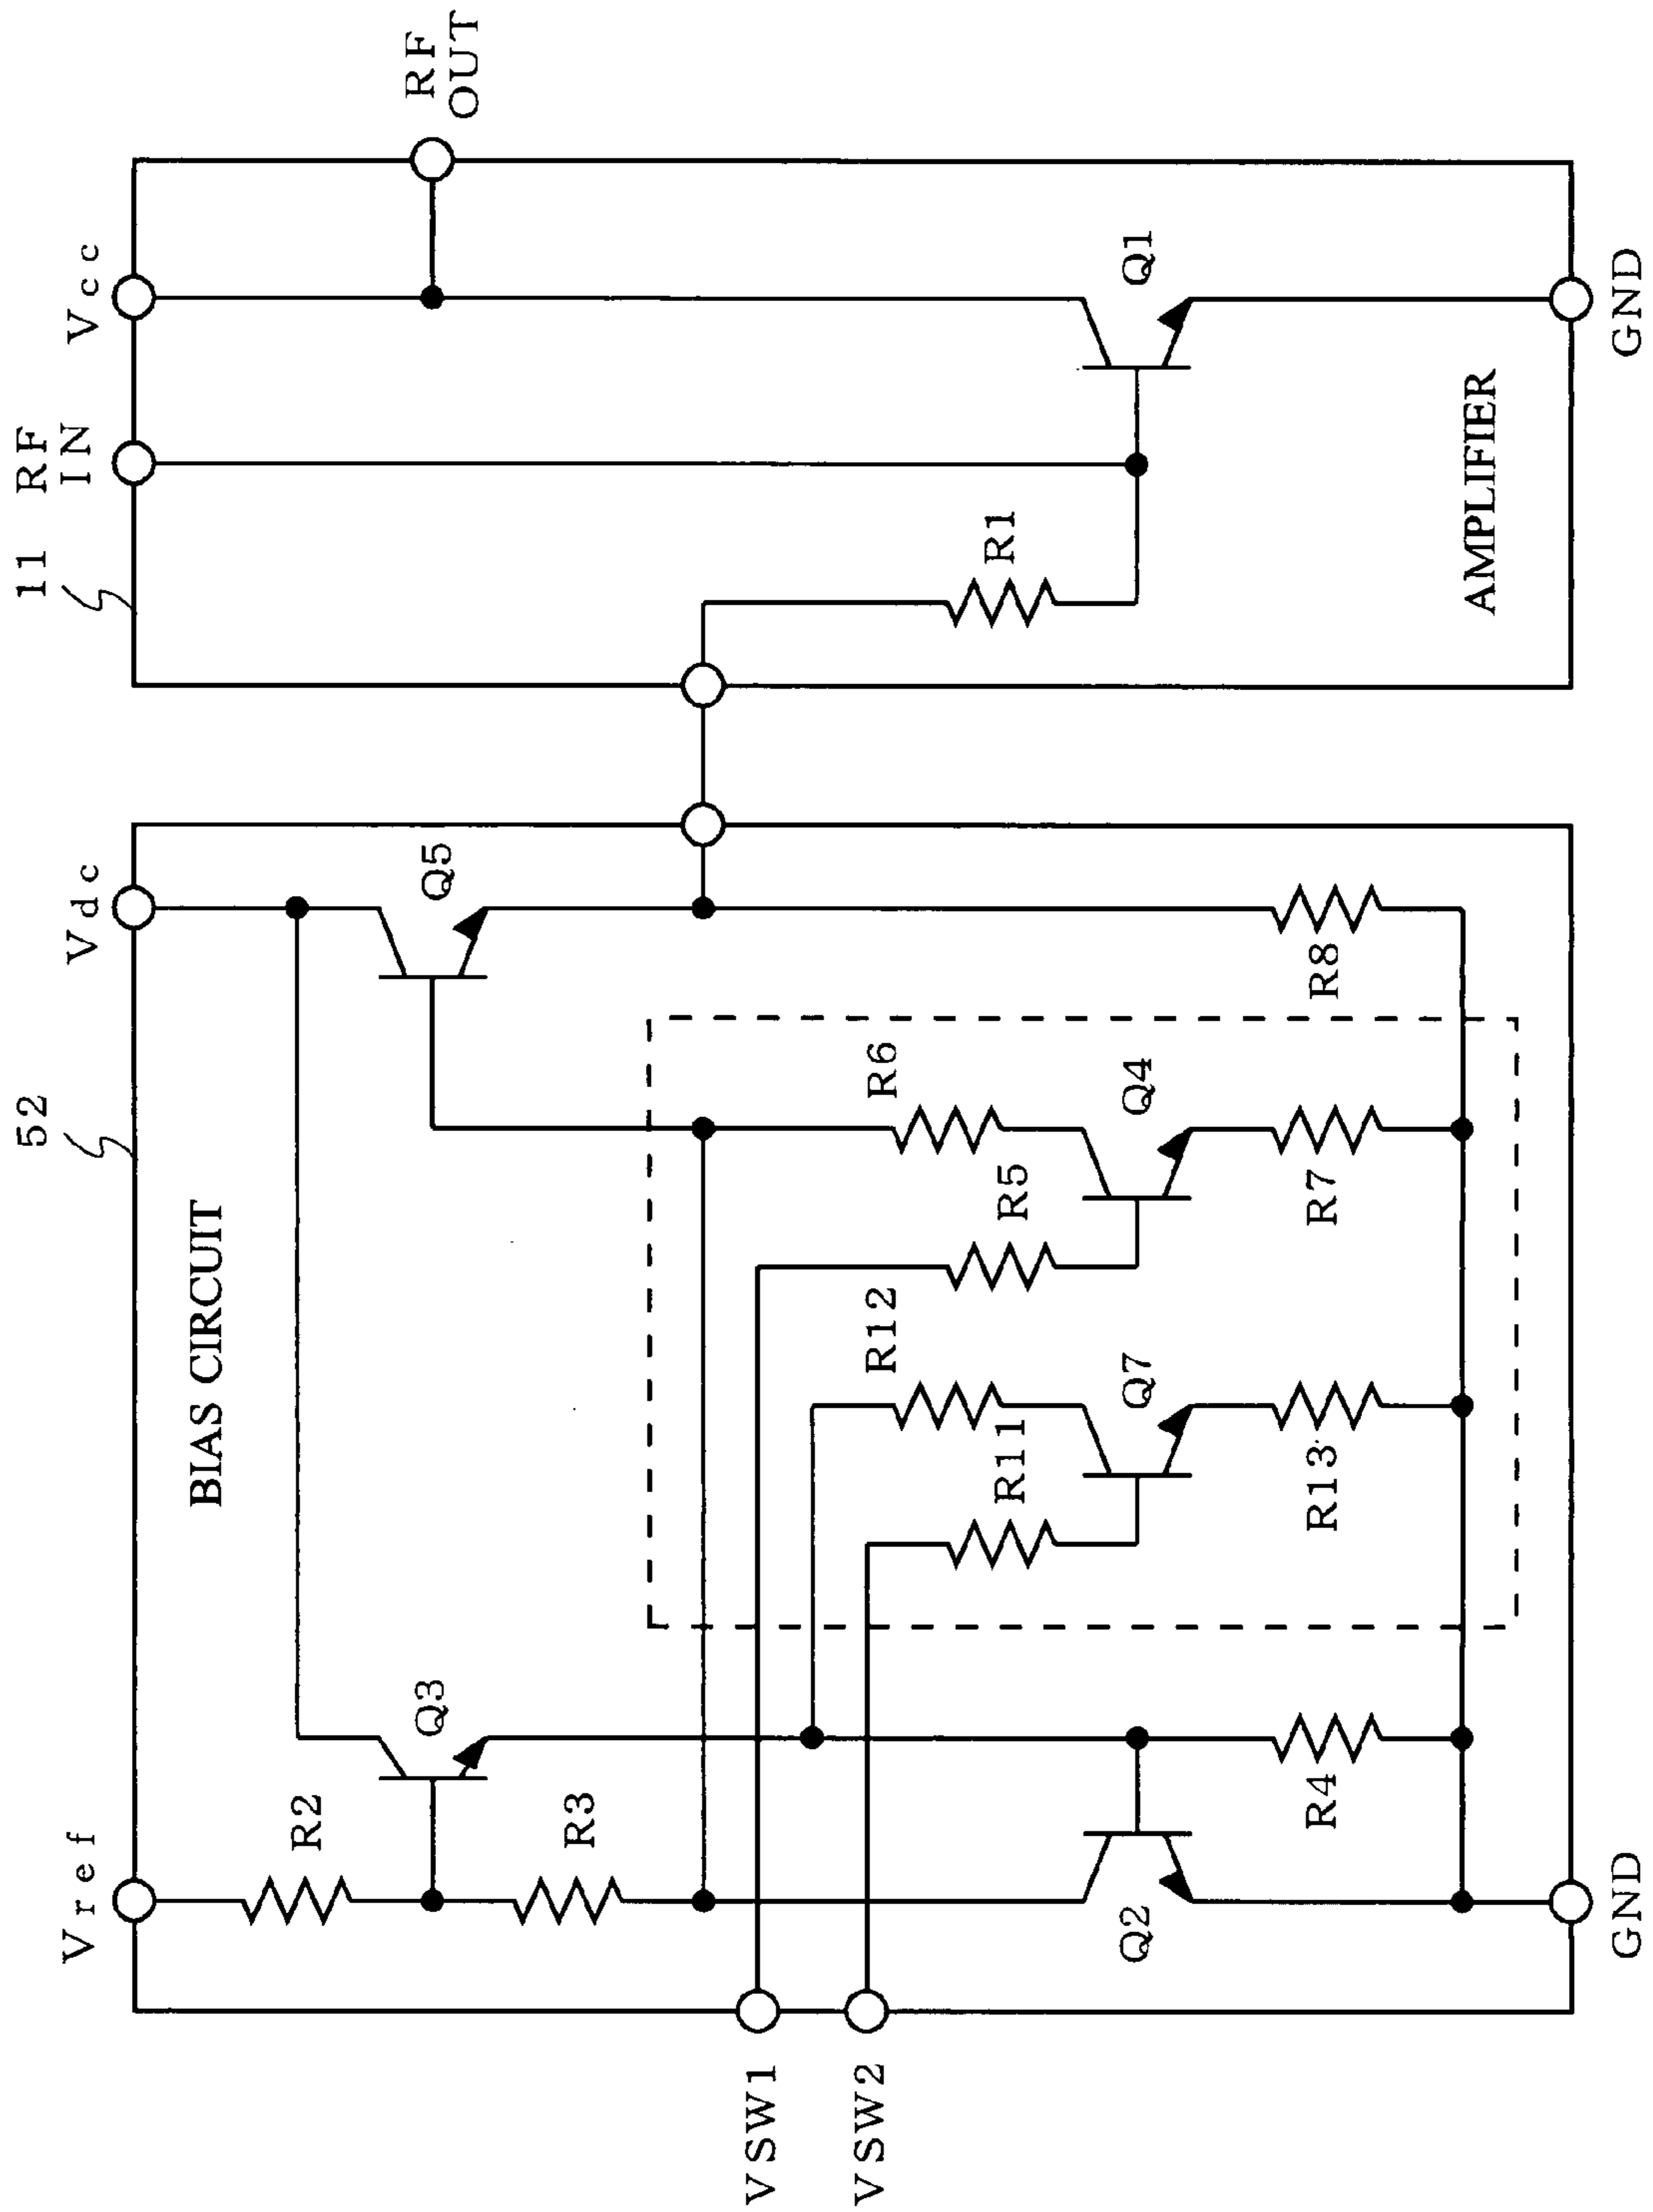 52
11
RF
IN
Vref
Vdc
Vcc
BIAS CIRCUIT
R2
Q3
Q5
RF
OUT
R3
VSW1
VSW2
R12
R6
R11
R5
R1
Q2
Q7
Q4
Q1
R4
R13
R7
R8
AMPLIFIER
GND
GND